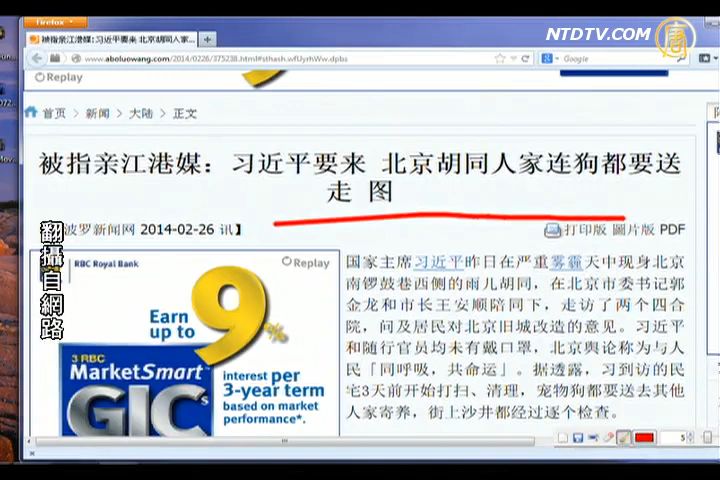 Firefox
NTDTV.COM
被指亲江港媒:习近平要来 北京胡同人家...
www.aboluowang.com/2014/0226/375238.html#sthash.wfUyrhWw.dpbs
Google
Replay
首页 > 新闻 > 大陆 > 正文
被指亲江港媒：习近平要来 北京胡同人家连狗都要送
走 图
波罗新闻网 2014-02-26 讯】
打印版 圖片版 PDF
翻攝自網路
RBC Royal Bank
Replay
Earn
up to
9%
3 RBC
MarketSmart
GICs
interest per
3-year term
based on market
performance*.
国家主席习近平昨日在严重雾霾天中现身北京
南锣鼓巷西侧的雨儿胡同，在北京市委书记郭
金龙和市长王安顺陪同下，走访了两个四合
院，问及居民对北京旧城改造的意见。习近平
和随行官员均未有戴口罩，北京舆论称为与人
民「同呼吸，共命运」。据透露，习到访的民
宅3天前开始打扫、清理，宠物狗都要送去其他
人家寄养，街上沙井都经过逐个检查。
5